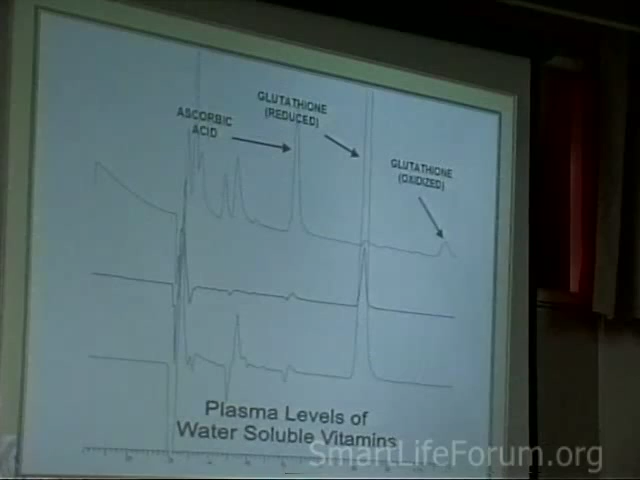 GLUTATHIONE
(REDUCED)
ASCORBIC
ACID
GLUTATHIONE
(OXIDIZED)
Plasma Levels of
Water Soluble Vitamins
SmartLifeForum.org